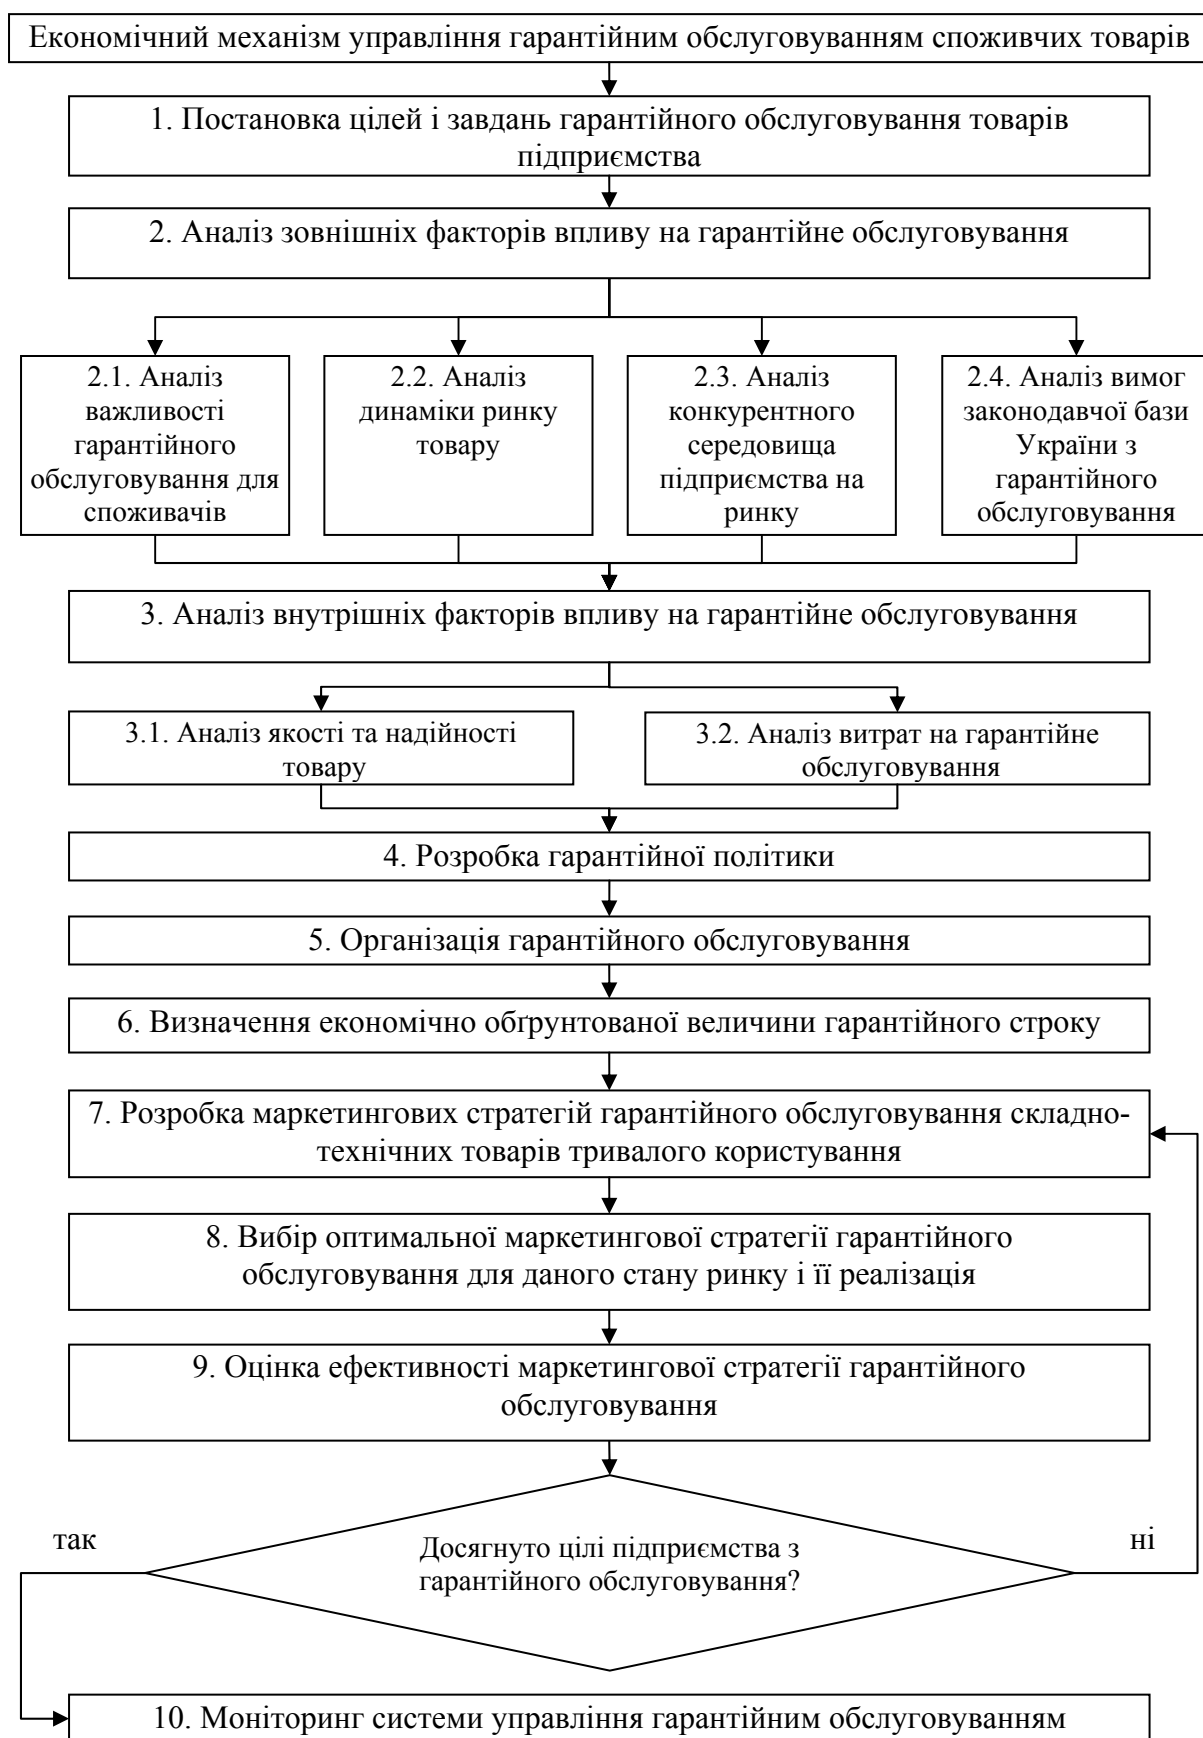 Економічний механізм управління гарантійним обслуговуванням споживчих товарів
1. Постановка цілей і завдань гарантійного обслуговування товарів
підприємства
2. Аналіз зовнішніх факторів впливу на гарантійне обслуговування
2.1. Аналіз
важливості
гарантійного
обслуговування для
споживачів
2.2. Аналіз
динаміки ринку
товару
2.3. Аналіз
конкурентного
середовища
підприємства на
ринку
2.4. Аналіз вимог
законодавчої бази
України з
гарантійного
обслуговування
3. Аналіз внутрішніх факторів впливу на гарантійне обслуговування
3.1. Аналіз якості та надійності
товару
3.2. Аналіз витрат на гарантійне
обслуговування
4. Розробка гарантійної політики
5. Організація гарантійного обслуговування
6. Визначення економічно обґрунтованої величини гарантійного строку
7. Розробка маркетингових стратегій гарантійного обслуговування складно-
технічних товарів тривалого користування
8. Вибір оптимальної маркетингової стратегії гарантійного
обслуговування для даного стану ринку і її реалізація
9. Оцінка ефективності маркетингової стратегії гарантійного
обслуговування
так
Досягнуто цілі підприємства з
гарантійного обслуговування?
ні
10. Моніторинг системи управління гарантійним обслуговуванням